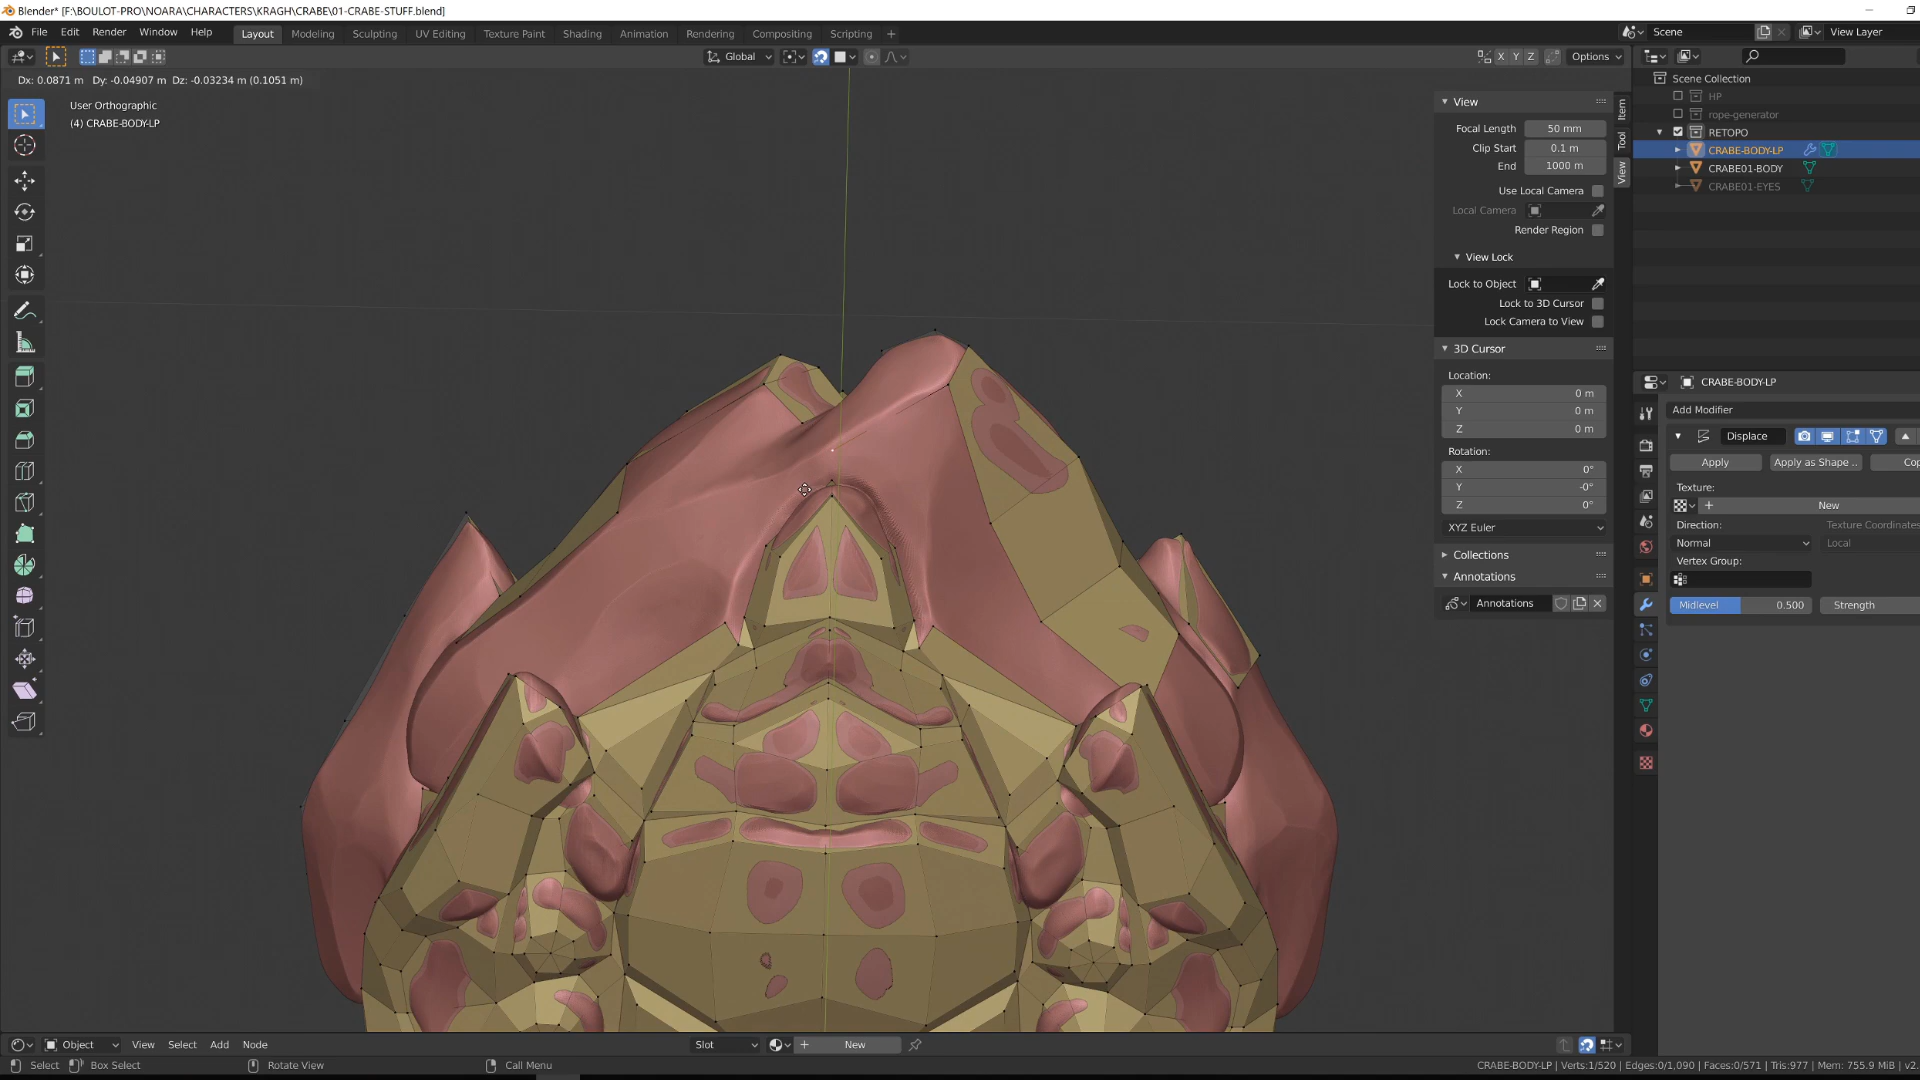 Blender* [F:\BOULOT-PRO\NOARA\CHARACTERS\KRAGH\CRABE\01-CRABE-STUFF.blend]
File Edit Render Window Help
Layout Modeling Sculpting UV Editing Texture Paint Shading Animation Rendering Compositing Scripting +
Scene
View Layer
Global
X Y Z
Options
Dx: 0.0871 m Dy: -0.04907 m Dz: -0.03234 m (0.1051 m)
User Orthographic
(4) CRABE-BODY-LP
View
Focal Length 50 mm
Clip Start 0.1 m
End 1000 m
Use Local Camera
Local Camera
Render Region
View Lock
Lock to Object
Lock to 3D Cursor
Lock Camera to View
3D Cursor
Location:
X 0 m
Y 0 m
Z 0 m
Rotation:
X 0°
Y -0°
Z 0°
XYZ Euler
Collections
Annotations
Annotations
Item
Tool
View
Scene Collection
HP
rope-generator
RETOPO
CRABE-BODY-LP
CRABE01-BODY
CRABE01-EYES
CRABE-BODY-LP
Add Modifier
Displace
Apply Apply as Shape .. Cop
Texture:
New
Direction: Texture Coordinates
Normal Local
Vertex Group:
Midlevel 0.500 Strength
Object View Select Add Node
Slot
New
Select Box Select Rotate View Call Menu
CRABE-BODY-LP | Verts:1/520 | Edges:0/1,090 | Faces:0/571 | Tris:977 | Mem: 755.9 MiB | v2.